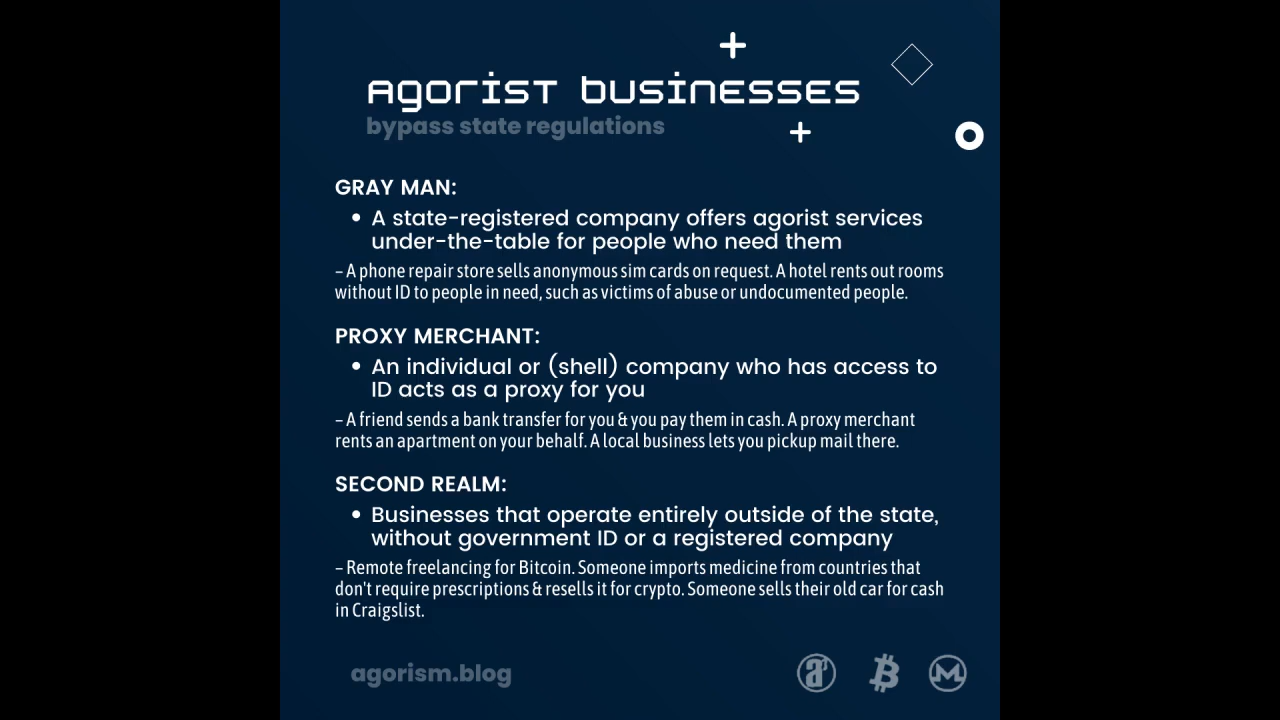 agorist businesses
bypass state regulations
GRAY MAN:
• A state-registered company offers agorist services
under-the-table for people who need them
– A phone repair store sells anonymous sim cards on request. A hotel rents out rooms
without ID to people in need, such as victims of abuse or undocumented people.
PROXY MERCHANT:
• An individual or (shell) company who has access to
ID acts as a proxy for you
– A friend sends a bank transfer for you & you pay them in cash. A proxy merchant
rents an apartment on your behalf. A local business lets you pickup mail there.
SECOND REALM:
• Businesses that operate entirely outside of the state,
without government ID or a registered company
– Remote freelancing for Bitcoin. Someone imports medicine from countries that
don't require prescriptions & resells it for crypto. Someone sells their old car for cash
in Craigslist.
agorism.blog